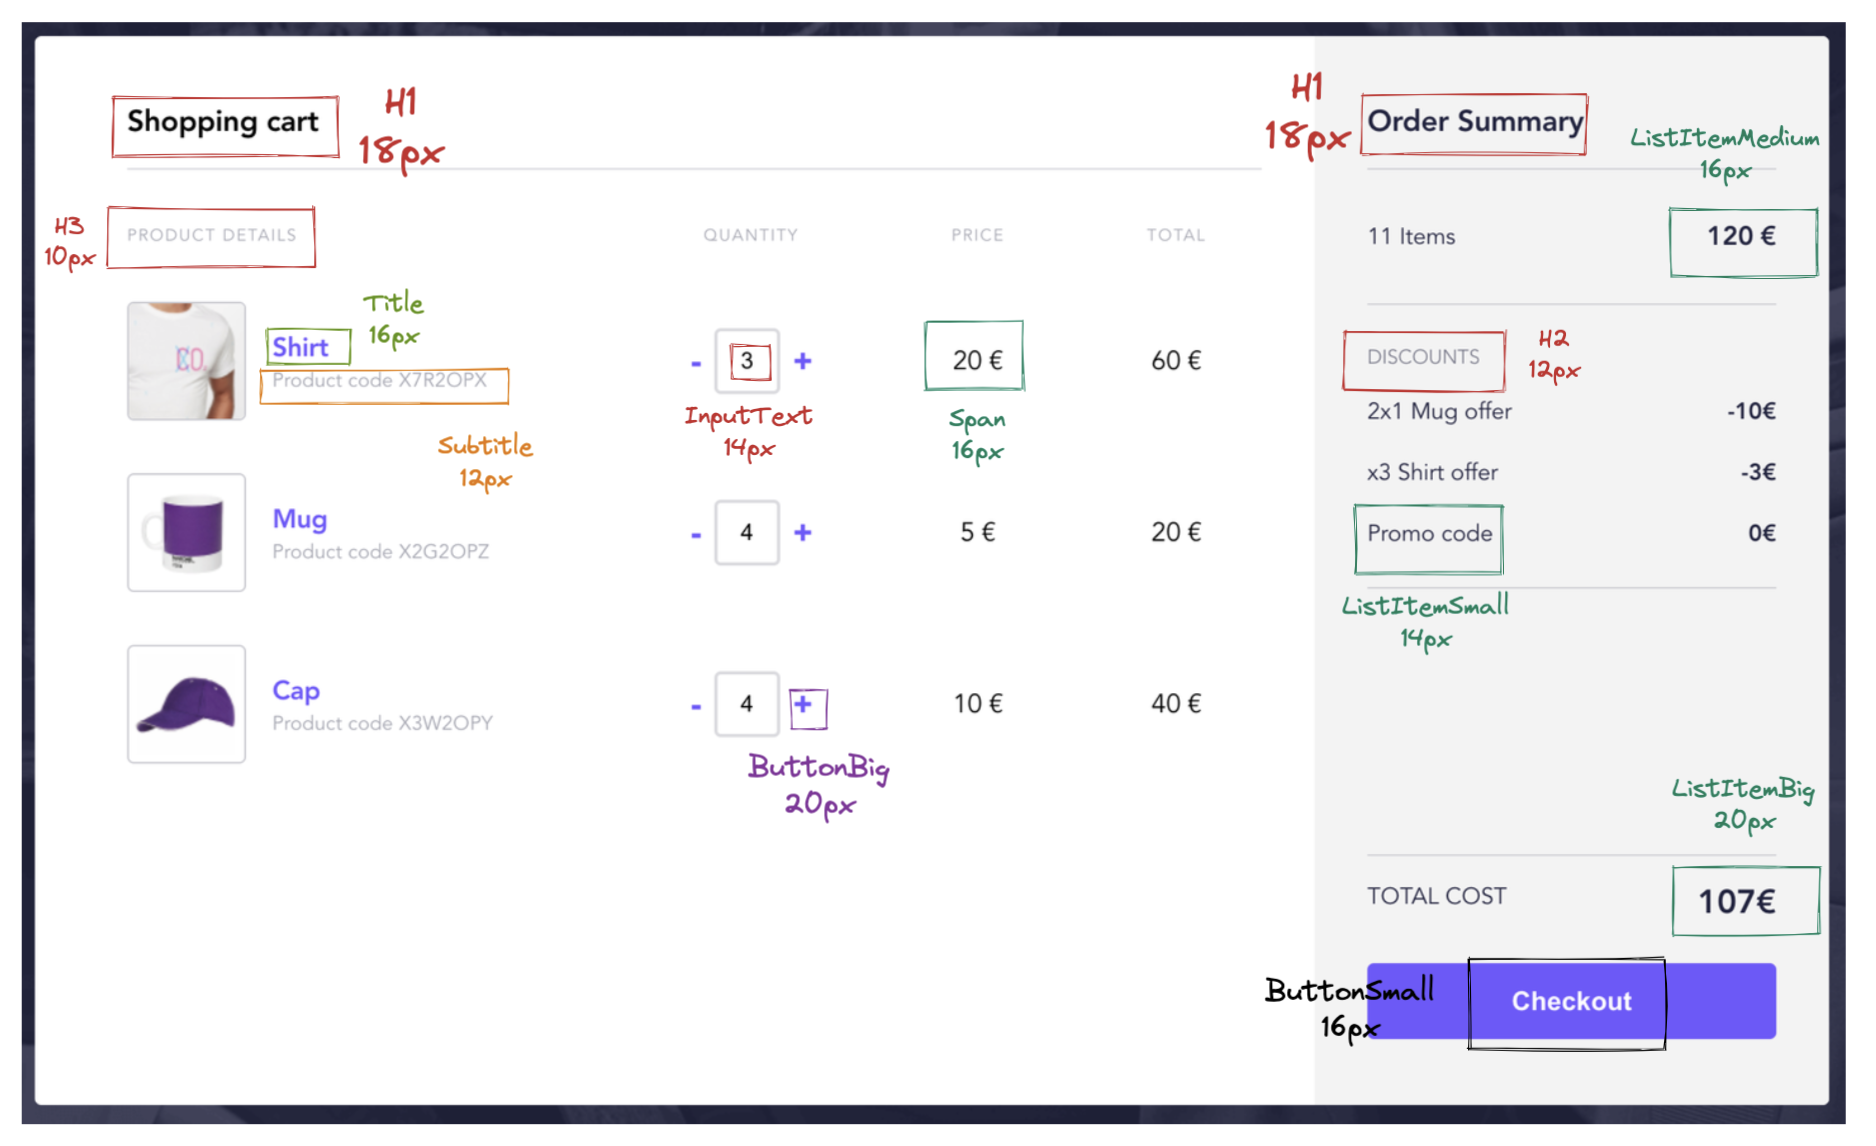 Shopping cart
H1
18px
H1
18px
Order Summary
ListItemMedium
16px
H3
10px
PRODUCT DETAILS
QUANTITY
PRICE
TOTAL
11 Items
120 €
Title
16px
CO.
Shirt
Product code X7R2OPX
- 3 +
20 €
60 €
DISCOUNTS
H2
12px
Subtitle
12px
InputText
14px
Span
16px
2x1 Mug offer
-10€
x3 Shirt offer
-3€
Mug
Product code X2G2OPZ
- 4 +
5 €
20 €
Promo code
0€
ListItemSmall
14px
Cap
Product code X3W2OPY
- 4 +
10 €
40 €
ButtonBig
20px
ListItemBig
20px
TOTAL COST
107€
ButtonSmall
16px
Checkout